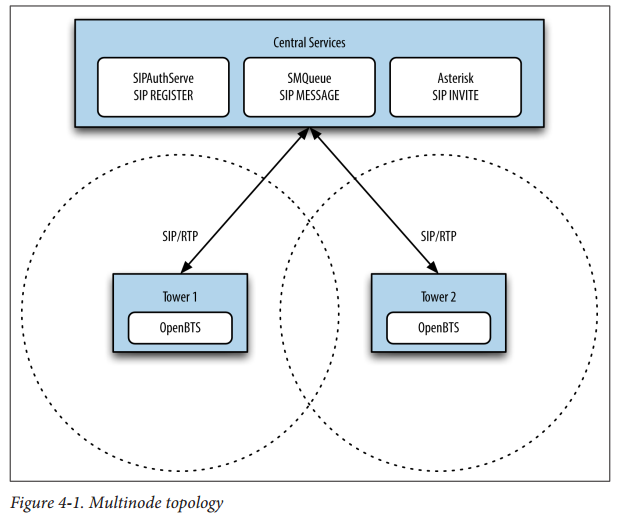 Central Services
SIPAuthServe
SIP REGISTER
SMQueue
SIP MESSAGE
Asterisk
SIP INVITE
SIP/RTP
SIP/RTP
Tower 1
OpenBTS
Tower 2
OpenBTS
Figure 4-1. Multinode topology